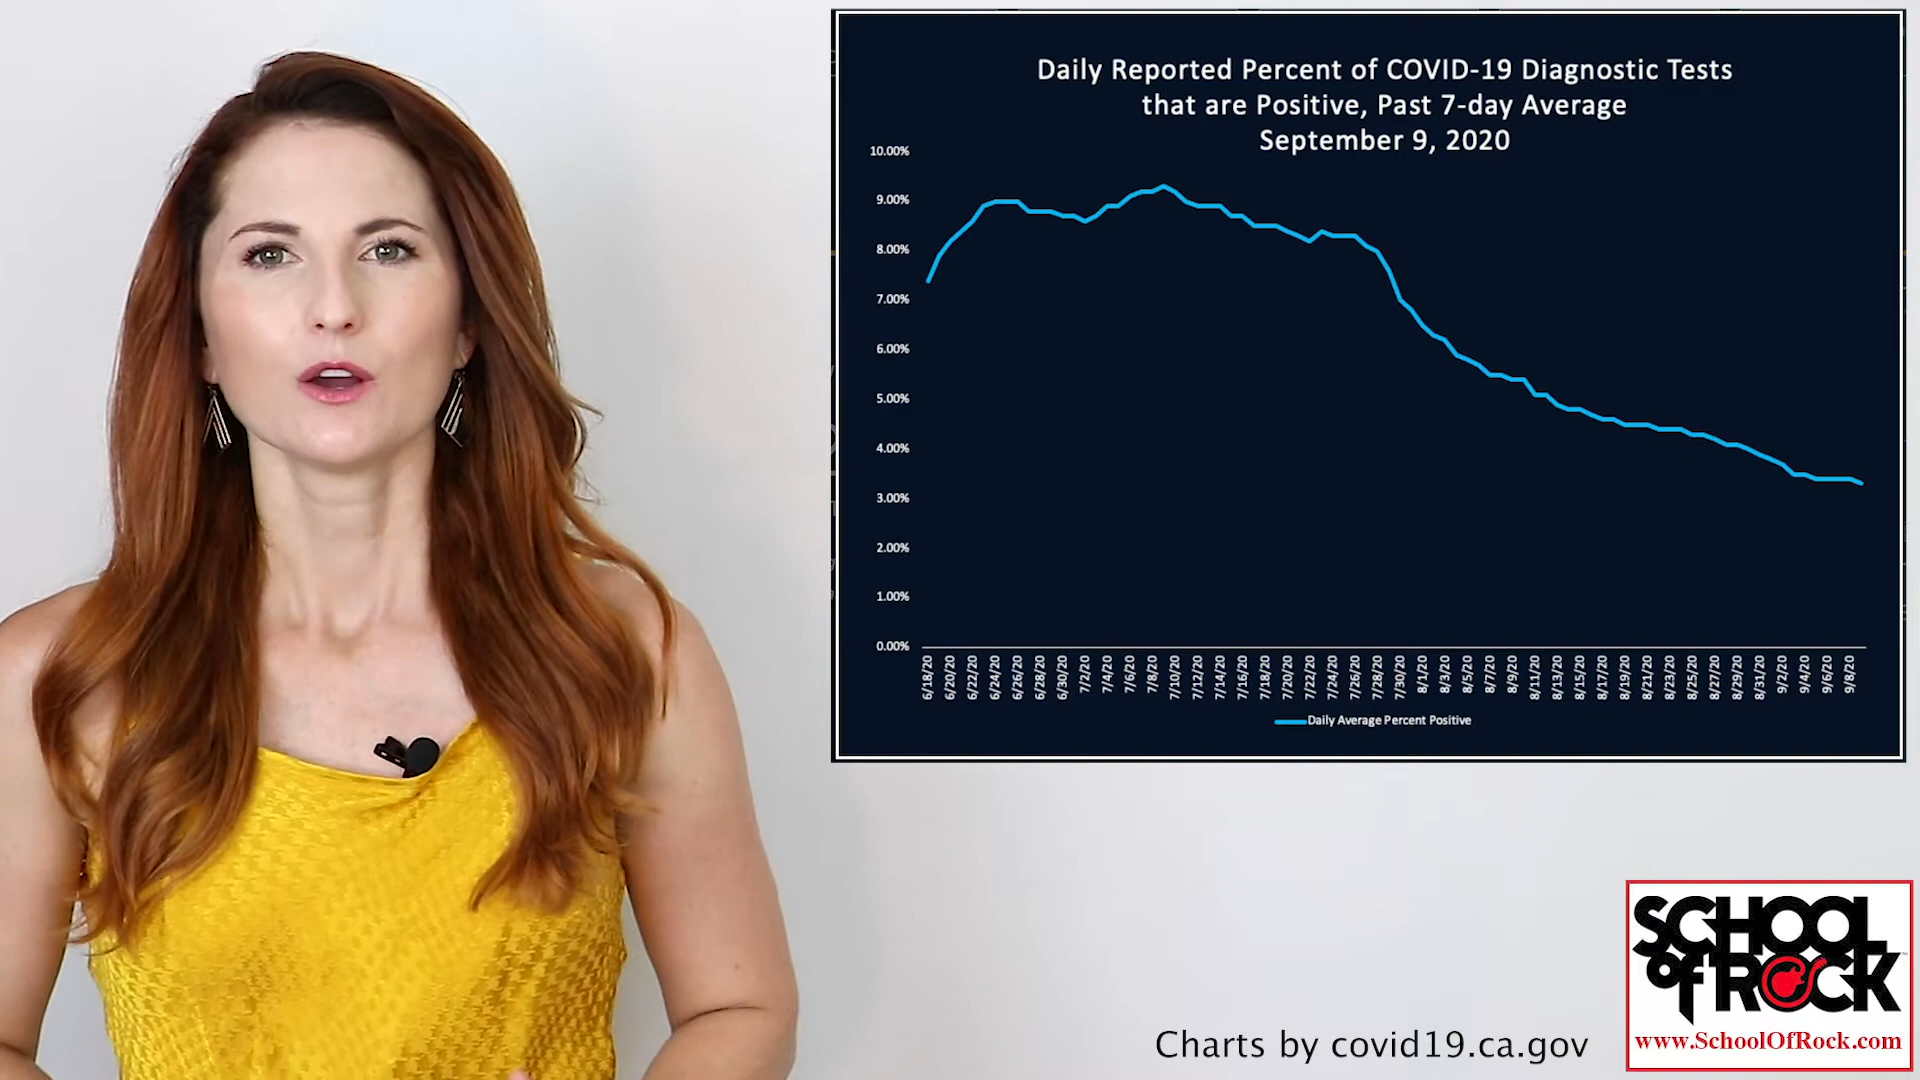 Daily Reported Percent of COVID-19 Diagnostic Tests
that are Positive, Past 7-day Average
September 9, 2020
10.00%
9.00%
8.00%
7.00%
6.00%
5.00%
4.00%
3.00%
2.00%
1.00%
0.00%
6/18/20 6/20/20 6/22/20 6/24/20 6/26/20 6/28/20 6/30/20 7/2/20 7/4/20 7/6/20 7/8/20 7/10/20 7/12/20 7/14/20 7/16/20 7/18/20 7/20/20 7/22/20 7/24/20 7/26/20 7/28/20 7/30/20 8/1/20 8/3/20 8/5/20 8/7/20 8/9/20 8/11/20 8/13/20 8/15/20 8/17/20 8/19/20 8/21/20 8/23/20 8/25/20 8/27/20 8/29/20 8/31/20 9/2/20 9/4/20 9/6/20 9/8/20
Daily Average Percent Positive
SCHOOL
of ROCK
www.SchoolOfRock.com
Charts by covid19.ca.gov